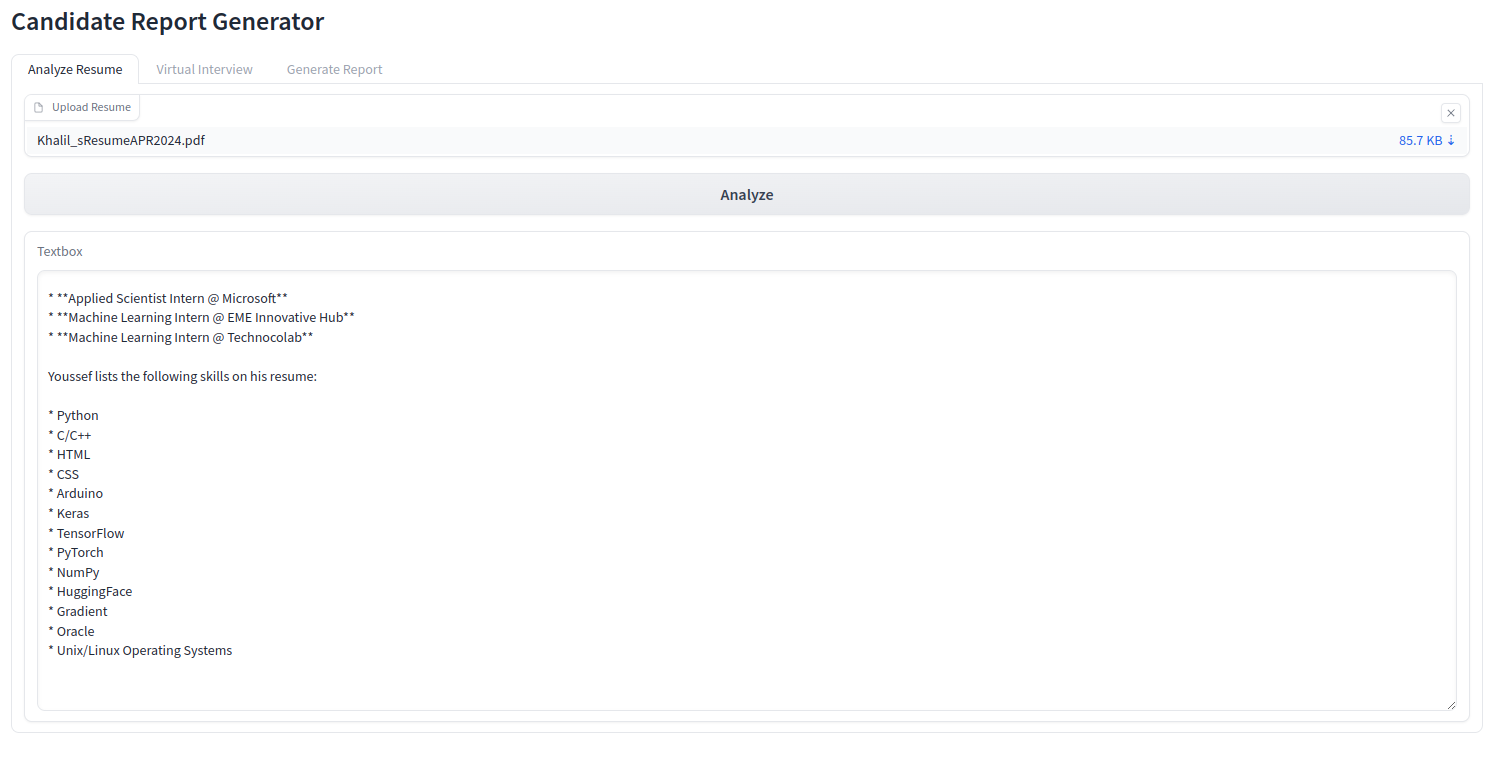 Candidate Report Generator
Analyze Resume Virtual Interview Generate Report
Upload Resume
Khalil_sResumeAPR2024.pdf 85.7 KB ⇣
Analyze
Textbox
* **Applied Scientist Intern @ Microsoft**
* **Machine Learning Intern @ EME Innovative Hub**
* **Machine Learning Intern @ Technocolab**
Youssef lists the following skills on his resume:
* Python
* C/C++
* HTML
* CSS
* Arduino
* Keras
* TensorFlow
* PyTorch
* NumPy
* HuggingFace
* Gradient
* Oracle
* Unix/Linux Operating Systems